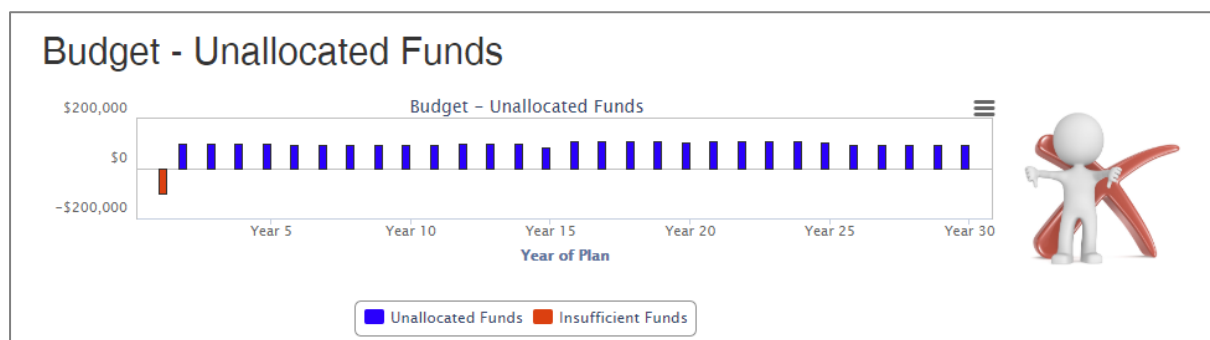 Budget - Unallocated Funds
Budget – Unallocated Funds
$200,000
$0
-$200,000
Year 5 Year 10 Year 15 Year 20 Year 25 Year 30
Year of Plan
Unallocated Funds Insufficient Funds